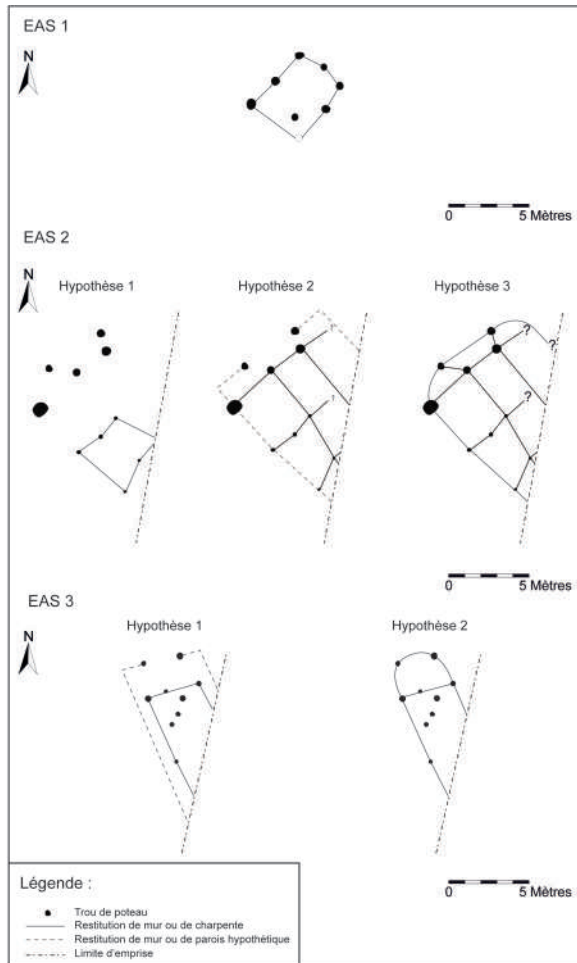 EAS 1
N
0 5 Mètres
EAS 2
N
Hypothèse 1 Hypothèse 2 Hypothèse 3
?
?
?
?
0 5 Mètres
EAS 3
N
Hypothèse 1 Hypothèse 2
0 5 Mètres
Légende :
Trou de poteau
Restitution de mur ou de charpente
Restitution de mur ou de parois hypothétique
Limite d'emprise